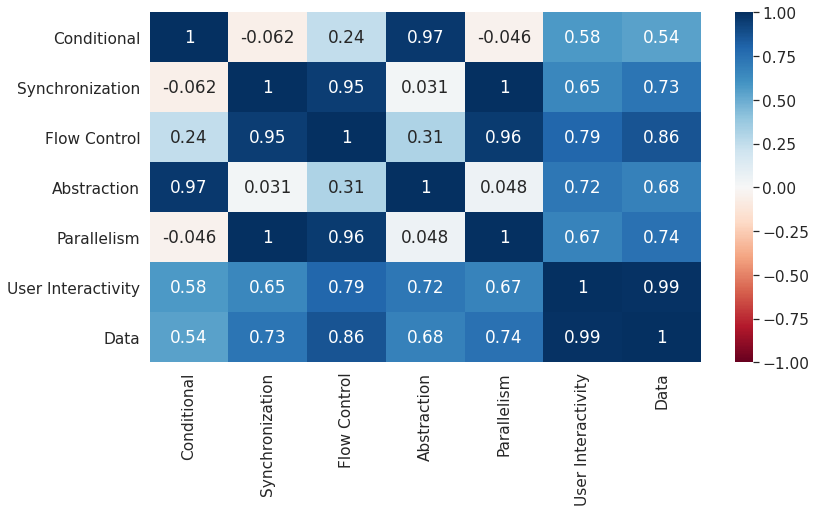 Conditional 1 -0.062 0.24 0.97 -0.046 0.58 0.54
Synchronization -0.062 1 0.95 0.031 1 0.65 0.73
Flow Control 0.24 0.95 1 0.31 0.96 0.79 0.86
Abstraction 0.97 0.031 0.31 1 0.048 0.72 0.68
Parallelism -0.046 1 0.96 0.048 1 0.67 0.74
User Interactivity 0.58 0.65 0.79 0.72 0.67 1 0.99
Data 0.54 0.73 0.86 0.68 0.74 0.99 1
Conditional
Synchronization
Flow Control
Abstraction
Parallelism
User Interactivity
Data
1.00
0.75
0.50
0.25
0.00
−0.25
−0.50
−0.75
−1.00